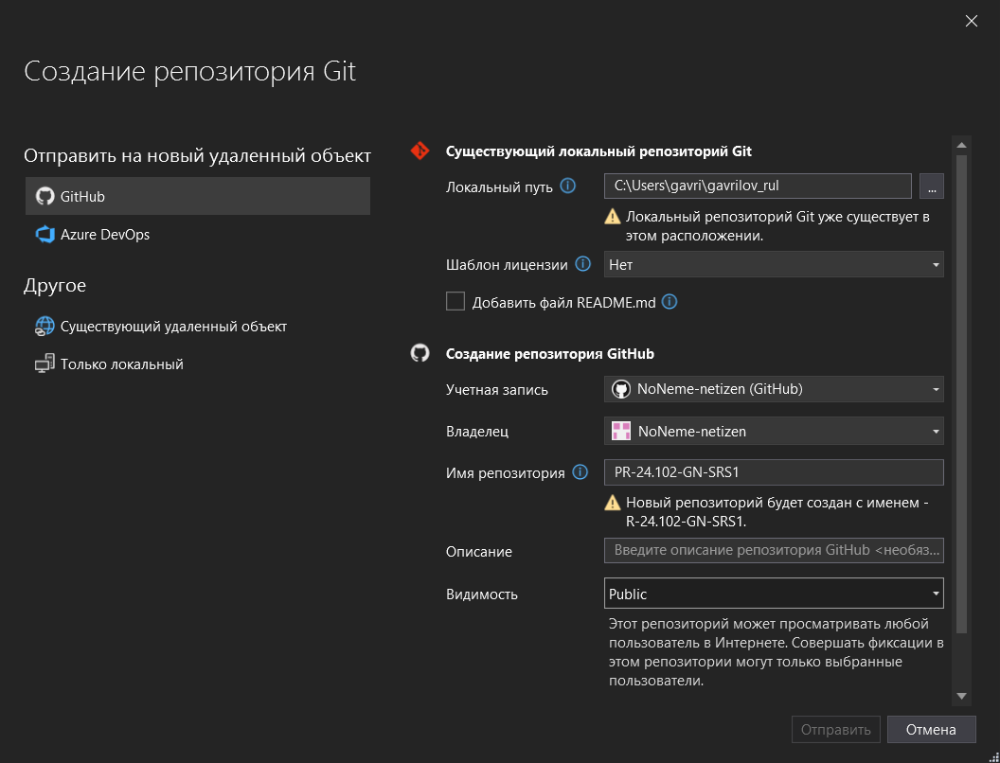 Создание репозитория Git
Отправить на новый удаленный объект
GitHub
Azure DevOps
Другое
Существующий удаленный объект
Только локальный
Существующий локальный репозиторий Git
Локальный путь
C:\Users\gavri\gavrilov_rul
...
Локальный репозиторий Git уже существует в
этом расположении.
Шаблон лицензии
Нет
Добавить файл README.md
Создание репозитория GitHub
Учетная запись
NoNeme-netizen (GitHub)
Владелец
NoNeme-netizen
Имя репозитория
РR-24.102-GN-SRS1
Новый репозиторий будет создан с именем -
R-24.102-GN-SRS1.
Описание
Введите описание репозитория GitHub <необяз...
Видимость
Public
Этот репозиторий может просматривать любой
пользователь в Интернете. Совершать фиксации в
этом репозитории могут только выбранные
пользователи.
Отправить
Отмена